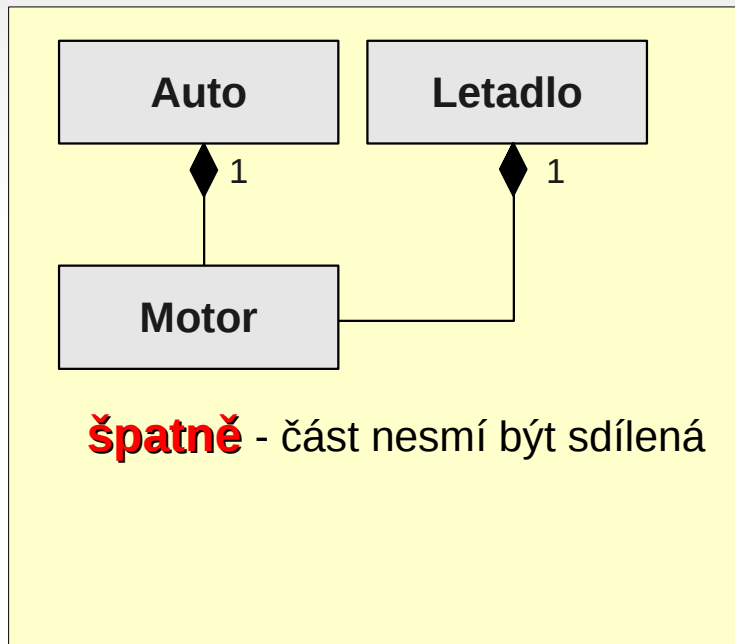 Auto
Letadlo
1
1
Motor
špatně - část nesmí být sdílená